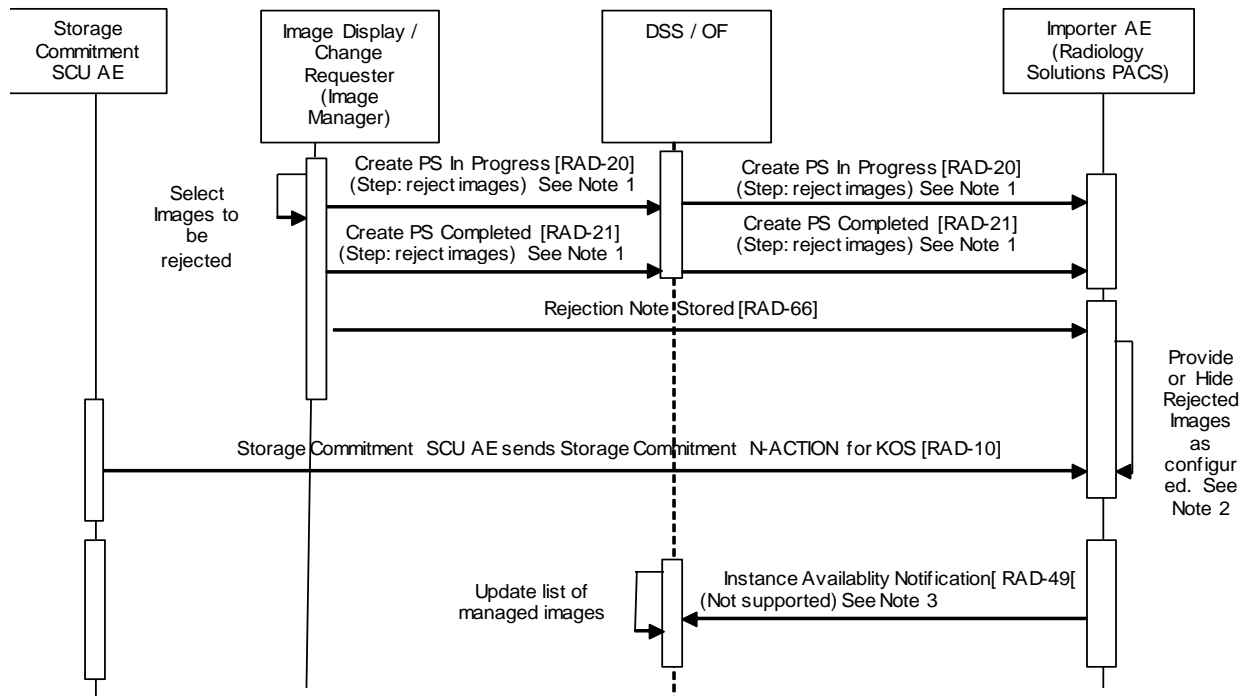 Storage
Commitment
SCU AE
Image Display /
Change
Requester
(Image
Manager)
DSS / OF
Importer AE
(Radiology
Solutions PACS)
Select
Images to
be
rejected
Create PS In Progress [RAD-20]
(Step: reject images) See Note 1
Create PS In Progress [RAD-20]
(Step: reject images) See Note 1
Create PS Completed [RAD-21]
(Step: reject images) See Note 1
Create PS Completed [RAD-21]
(Step: reject images) See Note 1
Rejection Note Stored [RAD-66]
Provide
or Hide
Rejected
Images
as
configur
ed. See
Note 2
Storage Commitment SCU AE sends Storage Commitment N-ACTION for KOS [RAD-10]
Update list of
managed images
Instance Availablity Notification[ RAD-49[
(Not supported) See Note 3